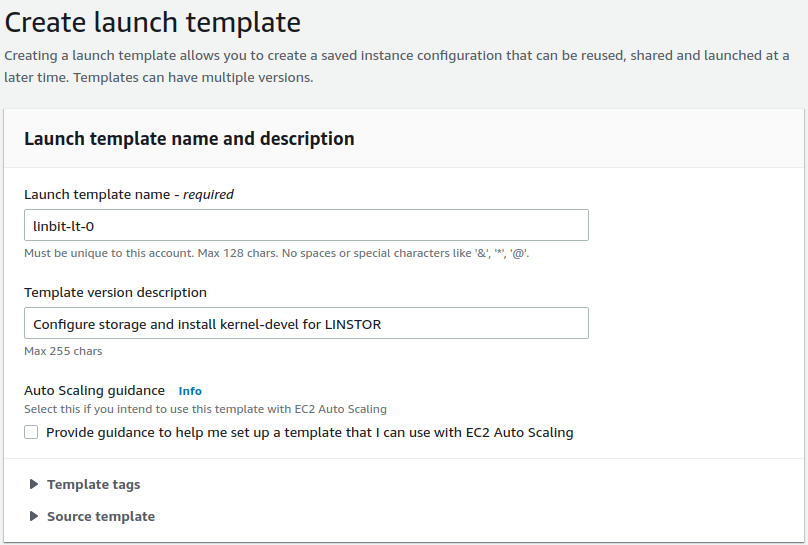 Create launch template
Creating a launch template allows you to create a saved instance configuration that can be reused, shared and launched at a
later time. Templates can have multiple versions.
Launch template name and description
Launch template name - required
linbit-lt-0
Must be unique to this account. Max 128 chars. No spaces or special characters like '&', '*', '@'.
Template version description
Configure storage and install kernel-devel for LINSTOR
Max 255 chars
Auto Scaling guidance Info
Select this if you intend to use this template with EC2 Auto Scaling
Provide guidance to help me set up a template that I can use with EC2 Auto Scaling
Template tags
Source template